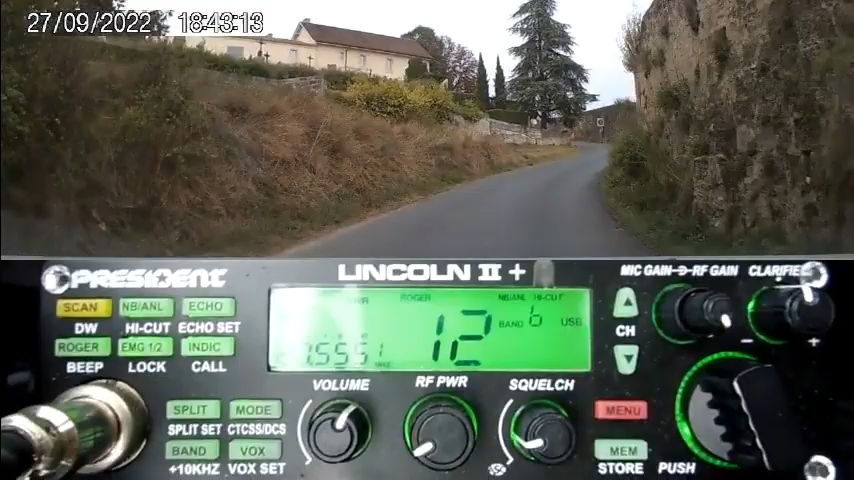 27/09/2022 18:43:13
PRESIDENT
LINCOLN II +
MIC GAIN RF GAIN CLARIFIER
SCAN NB/ANL ECHO
DW HI-CUT ECHO SET
ROGER EMG 1/2 INDIC
BEEP LOCK CALL
ROGER NB/ANL HI-CUT
12 BAND 6 USB
CH
- +
VOLUME RF PWR SQUELCH
SPLIT MODE
SPLIT SET CTCSS/DCS
BAND VOX
+10KHZ VOX SET
MENU
MEM
STORE PUSH